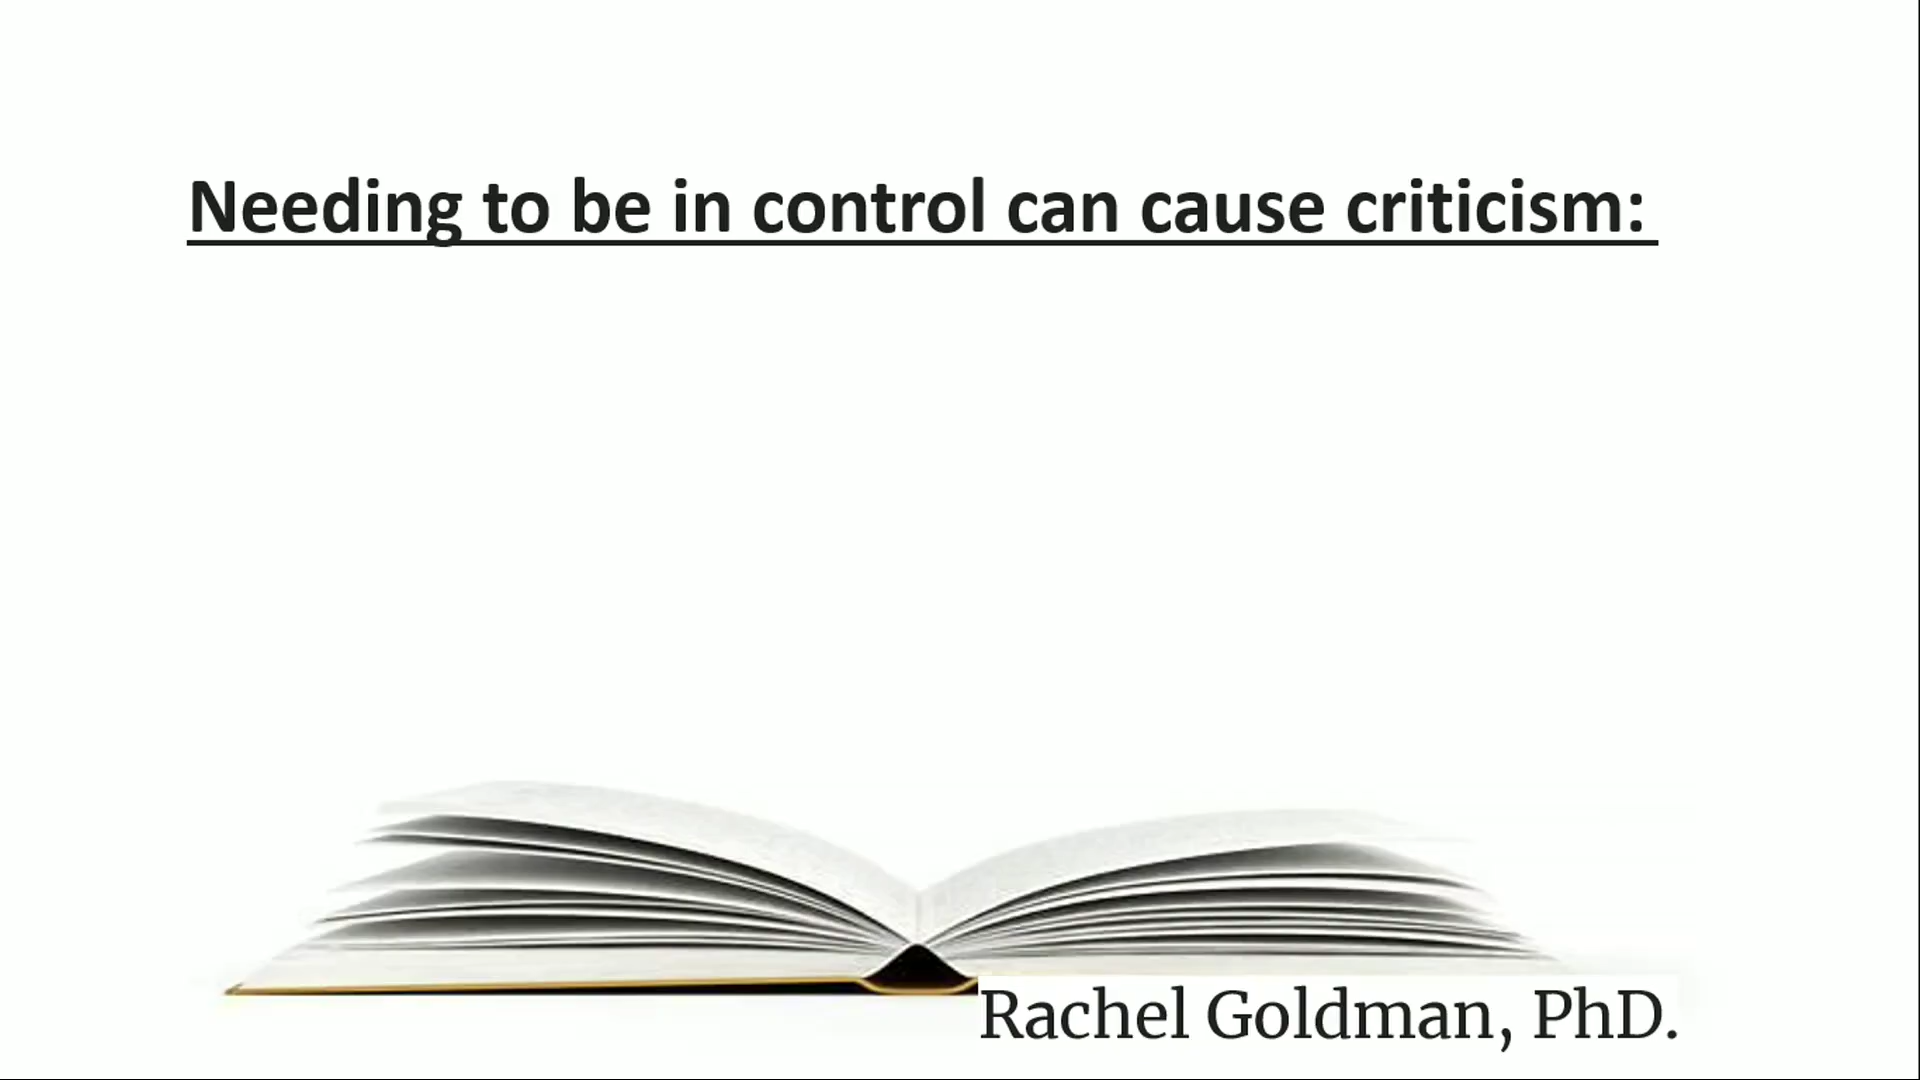 Needing to be in control can cause criticism:
Rachel Goldman, PhD.